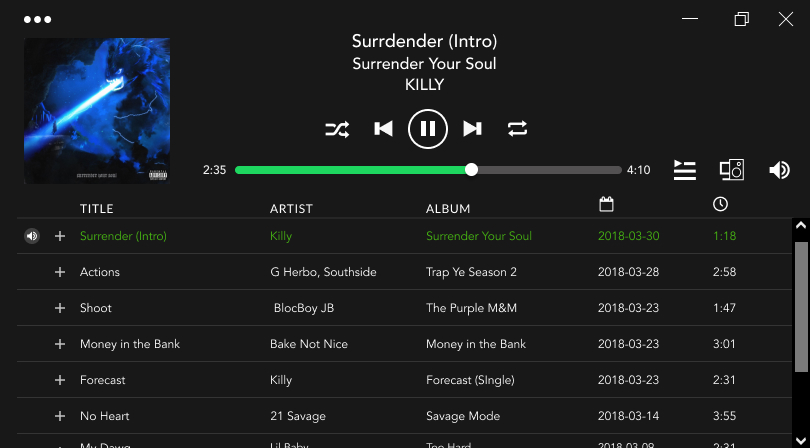 Surrdender (Intro)
Surrender Your Soul
KILLY
2:35 4:10
TITLE ARTIST ALBUM
Surrender (Intro) Killy Surrender Your Soul 2018-03-30 1:18
Actions G Herbo, Southside Trap Ye Season 2 2018-03-28 2:58
Shoot BlocBoy JB The Purple M&M 2018-03-23 1:47
Money in the Bank Bake Not Nice Money in the Bank 2018-03-23 3:01
Forecast Killy Forecast (SIngle) 2018-03-23 2:31
No Heart 21 Savage Savage Mode 2018-03-14 3:55
My Dawg Lil Baby Too Hard 2018-03-09 2:31